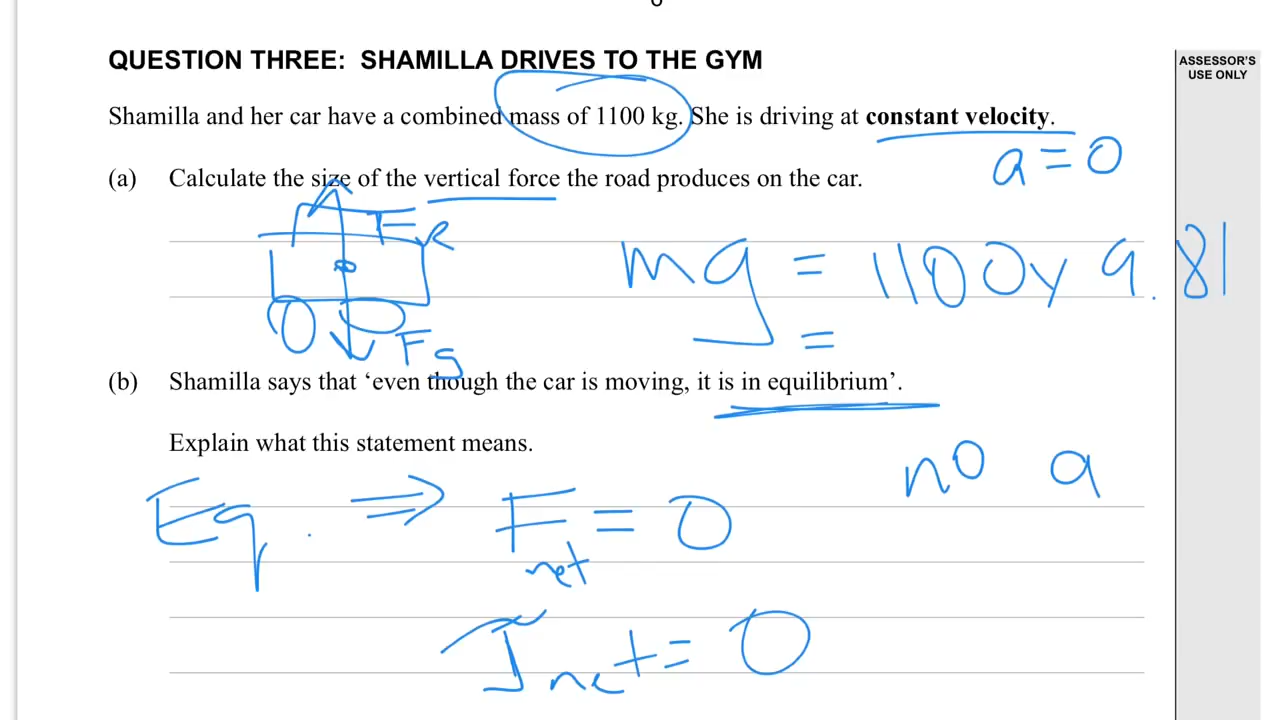 QUESTION THREE: SHAMILLA DRIVES TO THE GYM
ASSESSOR'S
USE ONLY
Shamilla and her car have a combined mass of 1100 kg. She is driving at constant velocity.
a = 0
(a) Calculate the size of the vertical force the road produces on the car.
FR
mg = 1100 x 9.81
=
Fg
(b) Shamilla says that ‘even though the car is moving, it is in equilibrium’.
Explain what this statement means.
no a
Eq. ⇒ Fnet = 0
net = 0